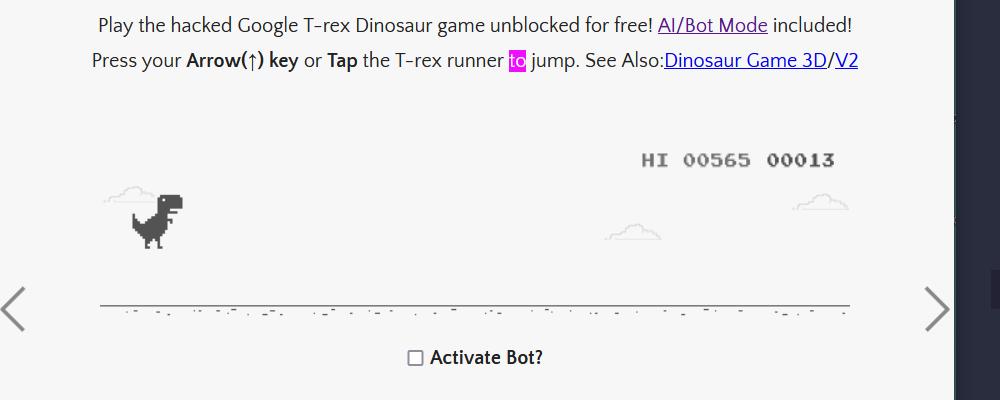 Play the hacked Google T-rex Dinosaur game unblocked for free! AI/Bot Mode included!
Press your Arrow(↑) key or Tap the T-rex runner to jump. See Also:Dinosaur Game 3D/V2
HI 00565 00013
Activate Bot?